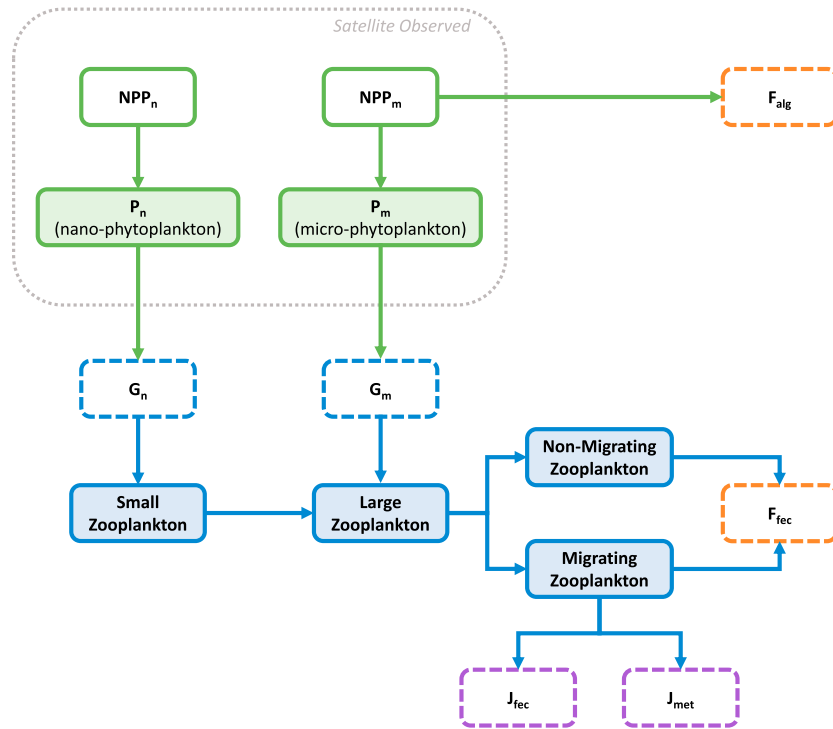 Satellite Observed
NPPn
NPPm
Falg
Pn
(nano-phytoplankton)
Pm
(micro-phytoplankton)
Gn
Gm
Non-Migrating
Zooplankton
Small
Zooplankton
Large
Zooplankton
Ffec
Migrating
Zooplankton
Jfec
Jmet